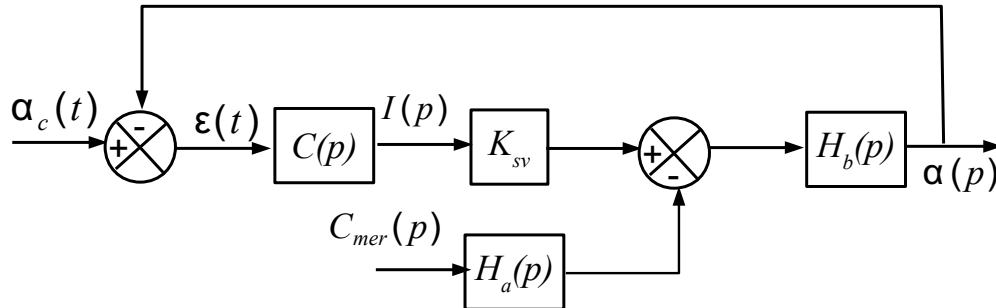 α_c(t)
-
+
ε(t)
C(p)
I(p)
K_sv
+
-
H_b(p)
α(p)
C_mer(p)
H_a(p)